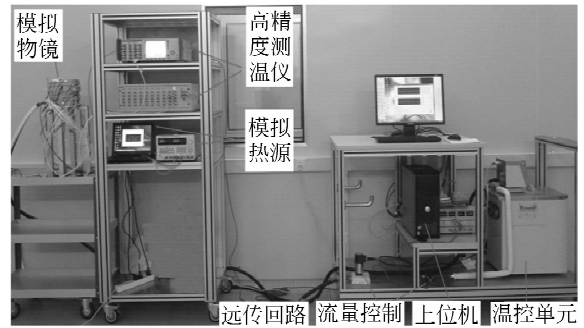 模拟
物镜
高精
度测
温仪
模拟
热源
远传回路
流量控制
上位机
温控单元